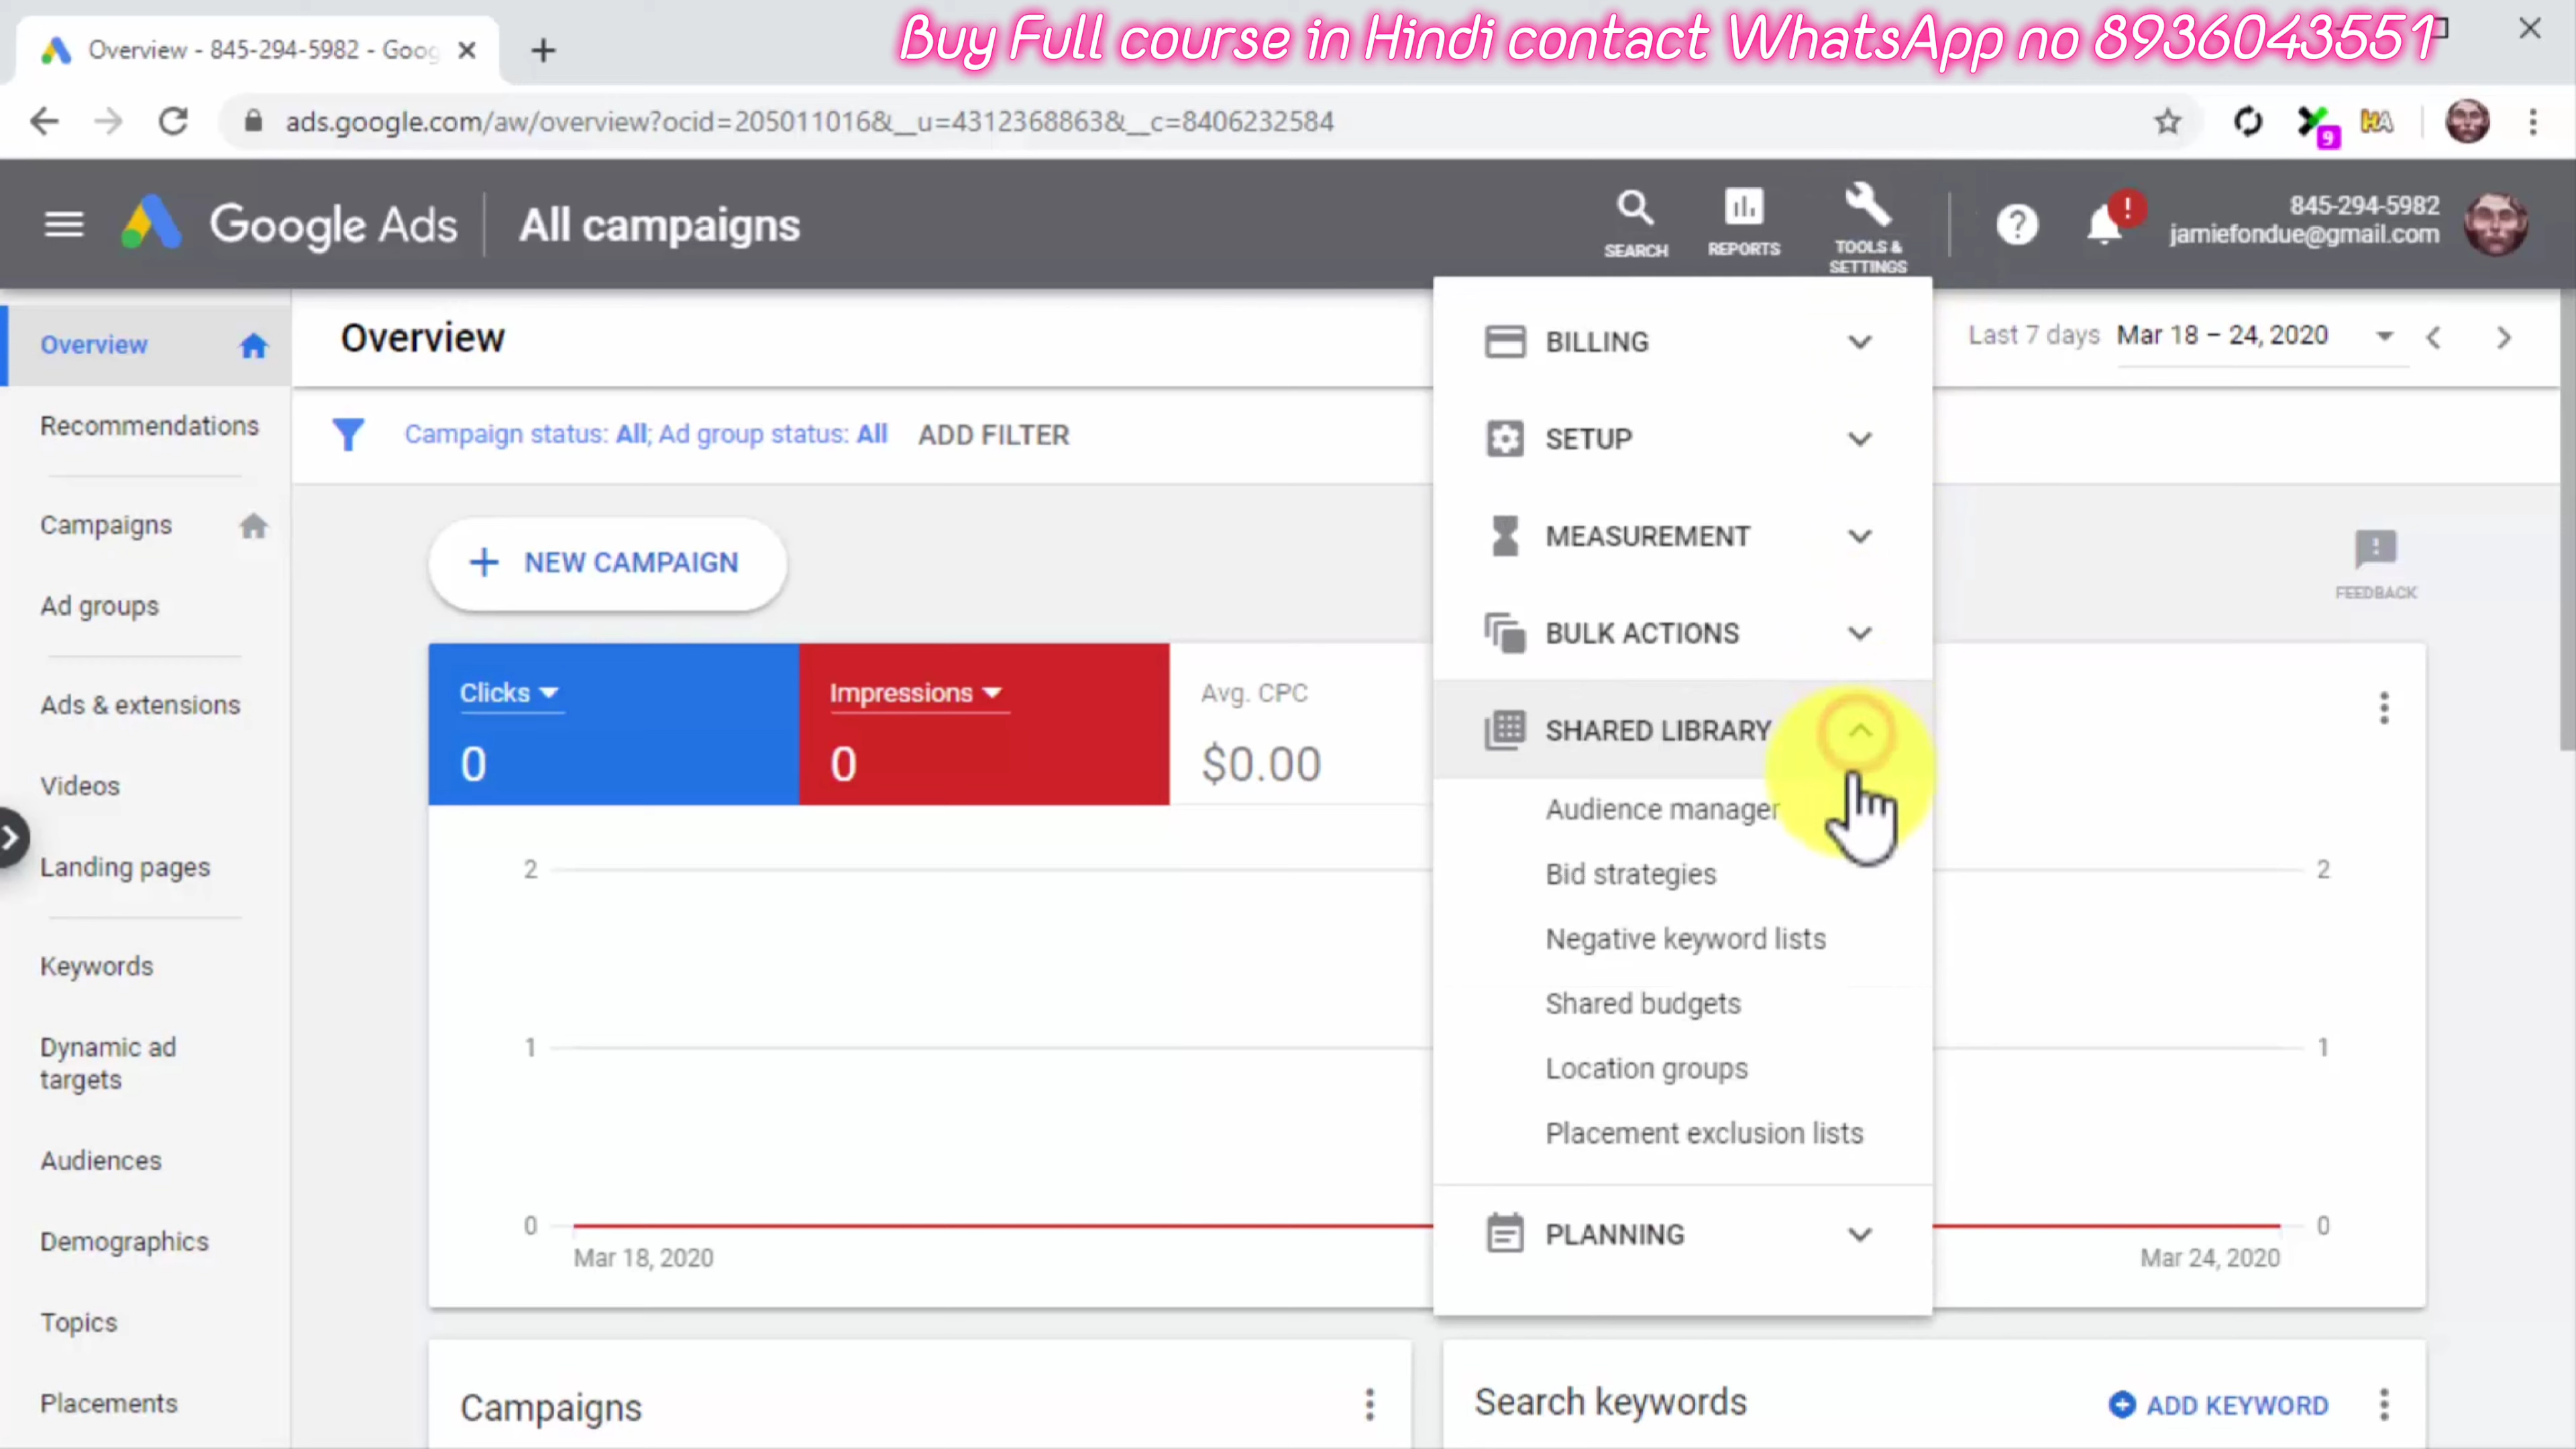 Buy Full course in Hindi contact WhatsApp no 8936043551
Overview - 845-294-5982 - Goog
ads.google.com/aw/overview?ocid=205011016&__u=4312368863&__c=8406232584
9
HA
Google Ads
All campaigns
SEARCH
REPORTS
TOOLS &
SETTINGS
845-294-5982
jamiefondue@gmail.com
Overview
Recommendations
Campaigns
Ad groups
Ads & extensions
Videos
Landing pages
Keywords
Dynamic ad
targets
Audiences
Demographics
Topics
Placements
Overview
Last 7 days Mar 18 – 24, 2020
Campaign status: All; Ad group status: All ADD FILTER
NEW CAMPAIGN
FEEDBACK
Clicks
0
Impressions
0
Avg. CPC
$0.00
2
1
0
Mar 18, 2020
2
1
0
Mar 24, 2020
BILLING
SETUP
MEASUREMENT
BULK ACTIONS
SHARED LIBRARY
Audience manager
Bid strategies
Negative keyword lists
Shared budgets
Location groups
Placement exclusion lists
PLANNING
Campaigns
Search keywords
ADD KEYWORD